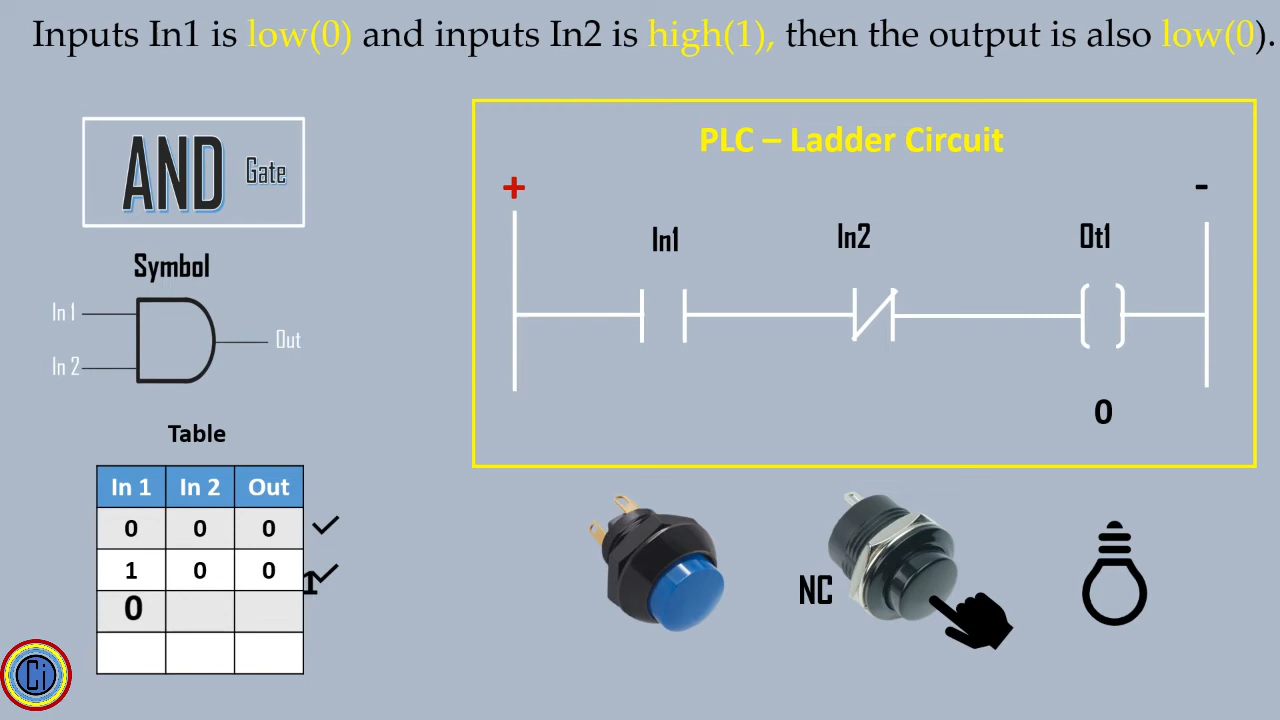 Inputs In1 is low(0) and inputs In2 is high(1), then the output is also low(0).
AND Gate
PLC – Ladder Circuit
+ -
In1 In2 Ot1
Symbol
In 1
Out
In 2
0
Table
In 1 In 2 Out
0 0 0
1 0 0
1
0
NC
Ci